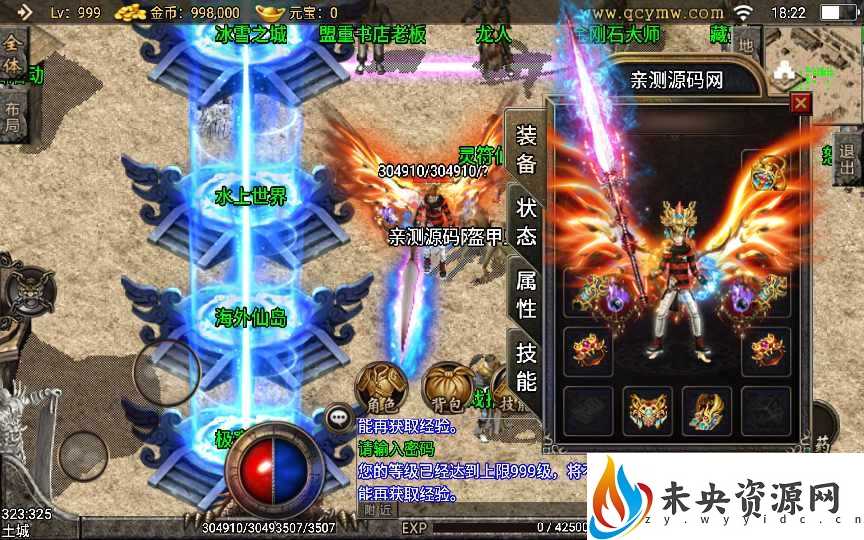 Lv：999 金币：998,000 元宝：0
www.qcymw.com
18:22
全体
冰雪之城
盟重书店老板
龙人
金刚石大师
藏
地
动
布局
亲测源码网
灵符仙
304910/304910/?
装备
状态
属性
技能
退出
水上世界
亲测源码
盔甲
海外仙岛
角色
背包
技能
能再获取经验。
请输入密码
您的等级已经达到上限999级，将
能再获取经验。
附近
药
323:325
土城
304910/30493507/3507
EXP
0/42500
未央资源网
zy.wyyidc.cn